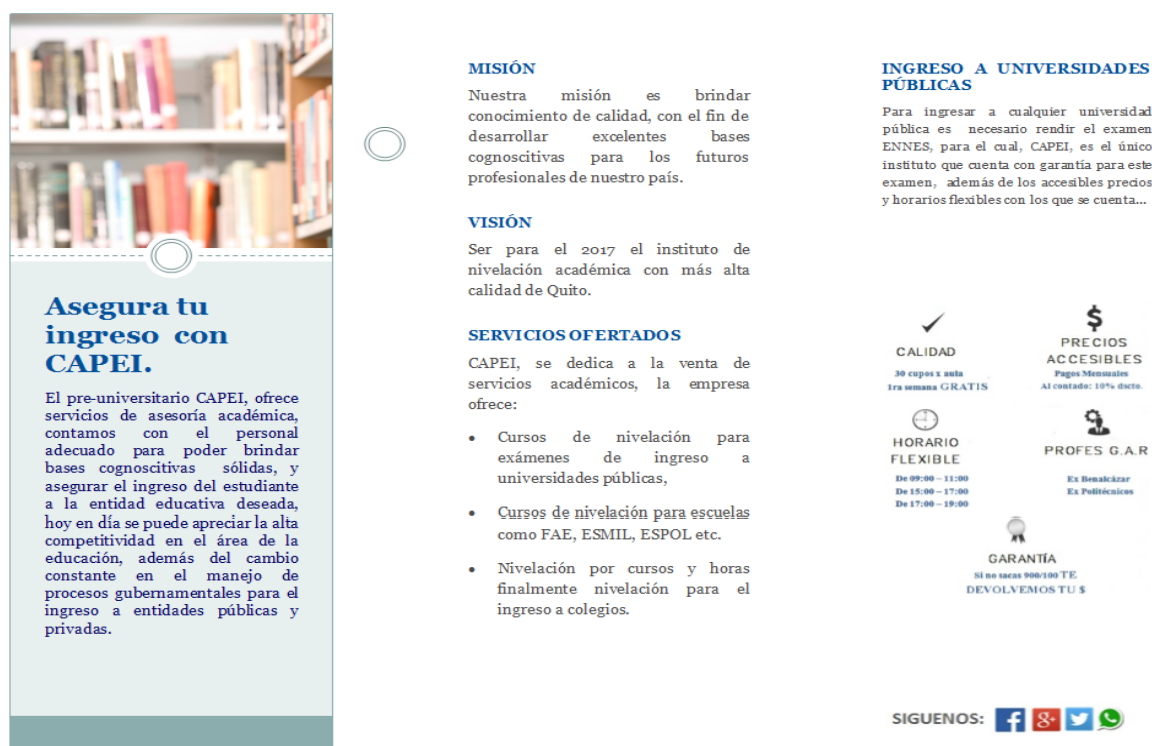 Asegura tu
ingreso con
CAPEI.
El pre-universitario CAPEI, ofrece
servicios de asesoría académica,
contamos con el personal
adecuado para poder brindar
bases cognoscitivas sólidas, y
asegurar el ingreso del estudiante
a la entidad educativa deseada,
hoy en día se puede apreciar la alta
competitividad en el área de la
educación, además del cambio
constante en el manejo de
procesos gubernamentales para el
ingreso a entidades públicas y
privadas.
MISIÓN
Nuestra misión es brindar
conocimiento de calidad, con el fin de
desarrollar excelentes bases
cognoscitivas para los futuros
profesionales de nuestro país.
VISIÓN
Ser para el 2017 el instituto de
nivelación académica con más alta
calidad de Quito.
SERVICIOS OFERTADOS
CAPEI, se dedica a la venta de
servicios académicos, la empresa
ofrece:
• Cursos de nivelación para
exámenes de ingreso a
universidades públicas,
• Cursos de nivelación para escuelas
como FAE, ESMIL, ESPOL etc.
• Nivelación por cursos y horas
finalmente nivelación para el
ingreso a colegios.
INGRESO A UNIVERSIDADES
PÚBLICAS
Para ingresar a cualquier universidad
pública es necesario rendir el examen
ENNES, para el cual, CAPEI, es el único
instituto que cuenta con garantía para este
examen, además de los accesibles precios
y horarios flexibles con los que se cuenta...
CALIDAD
30 cupos x aula
1ra semana GRATIS
$
PRECIOS
ACCESIBLES
Pagos Mensuales
Al contado: 10% dscto.
HORARIO
FLEXIBLE
De 09:00 – 11:00
De 15:00 – 17:00
De 17:00 – 19:00
PROFES G.A.R
Ex Benalcázar
Ex Politécnicos
GARANTÍA
Si no sacas 900/100 TE
DEVOLVEMOS TU $
SIGUENOS: